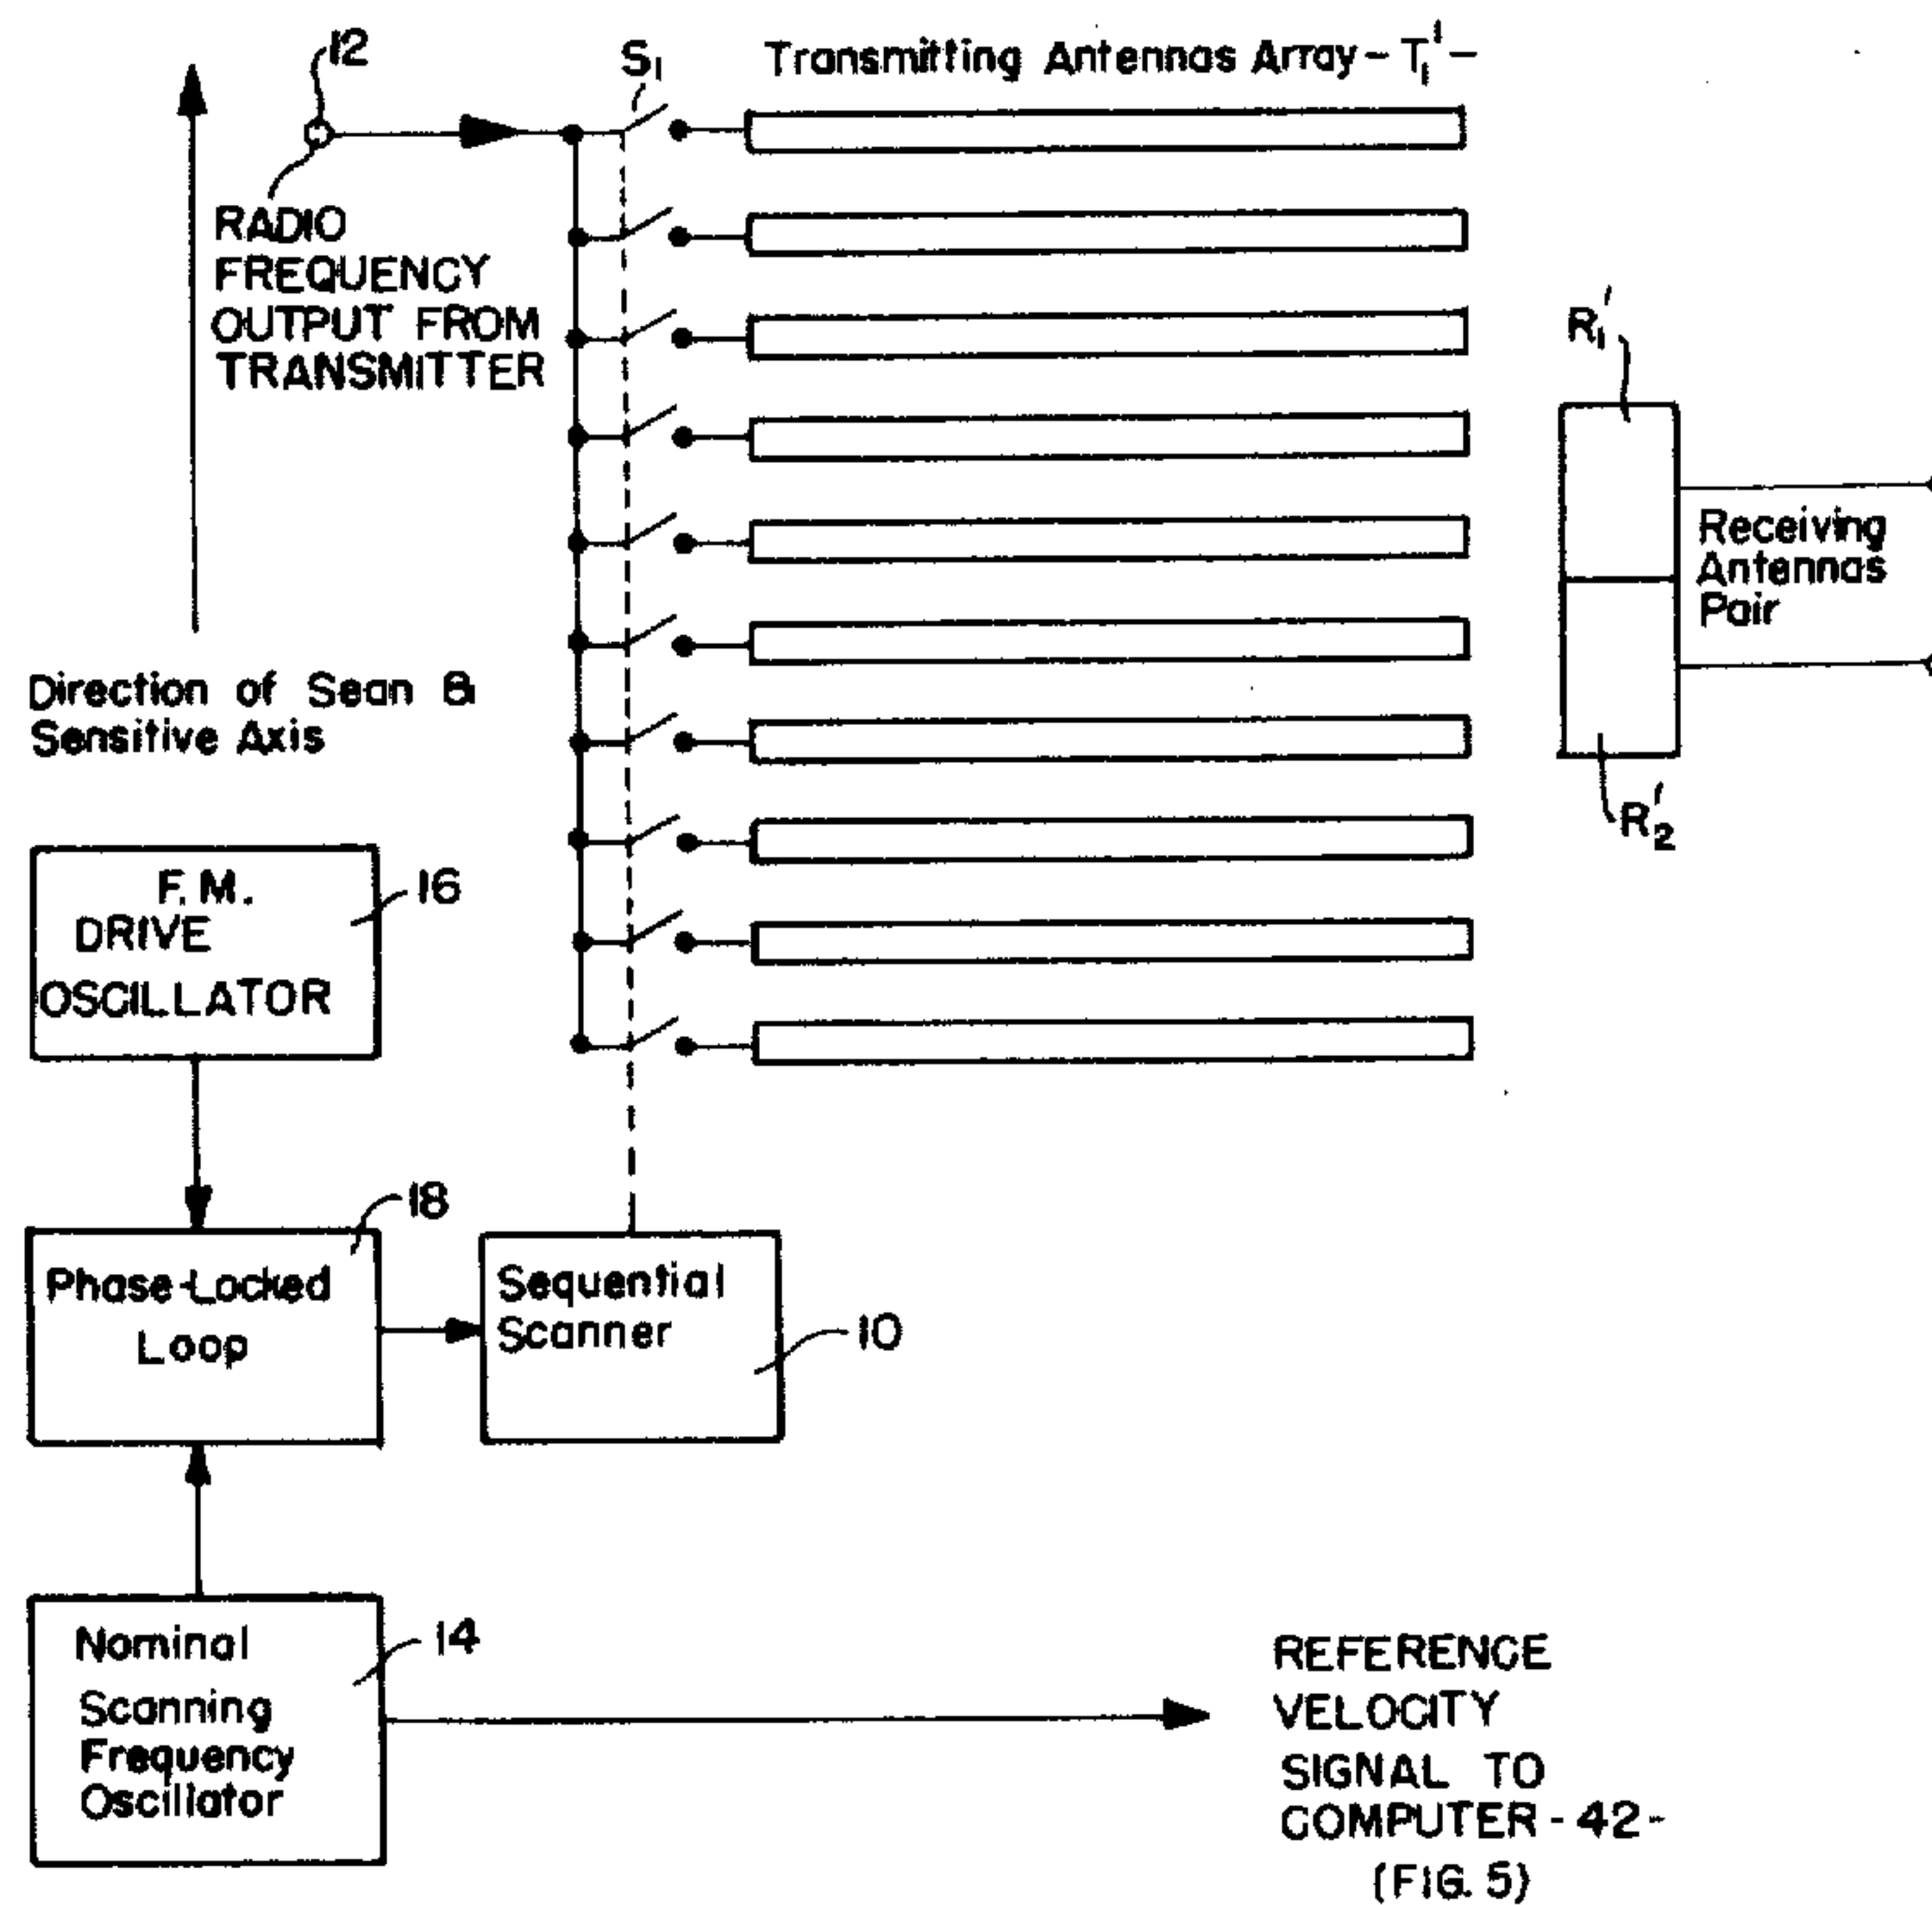 12
S1
Transmitting Antennas Array - T1' -
RADIO
FREQUENCY
OUTPUT FROM
TRANSMITTER
R1'
Receiving
Antennas
Pair
R2'
Direction of Scan &
Sensitive Axis
F.M.
DRIVE
OSCILLATOR
16
Phase-Locked
Loop
18
Sequential
Scanner
10
Nominal
Scanning
Frequency
Oscillator
14
REFERENCE
VELOCITY
SIGNAL TO
COMPUTER - 42 -
(FIG. 5)